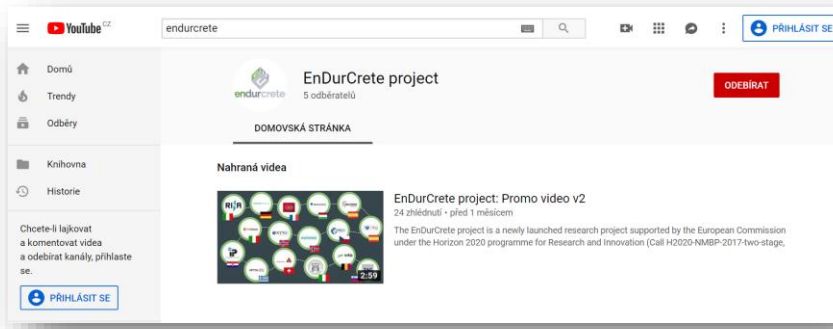 YouTube CZ
endurcrete
PŘIHLÁSIT SE
Domů
Trendy
Odběry
Knihovna
Historie
Chcete-li lajkovat
a komentovat videa
a odebírat kanály, přihlaste
se.
PŘIHLÁSIT SE
endurcrete
EnDurCrete project
5 odběratelů
ODEBÍRAT
DOMOVSKÁ STRÁNKA
Nahraná videa
2:59
EnDurCrete project: Promo video v2
24 zhlédnutí • před 1 měsícem
The EnDurCrete project is a newly launched research project supported by the European Commission
under the Horizon 2020 programme for Research and Innovation (Call H2020-NMBP-2017-two-stage,